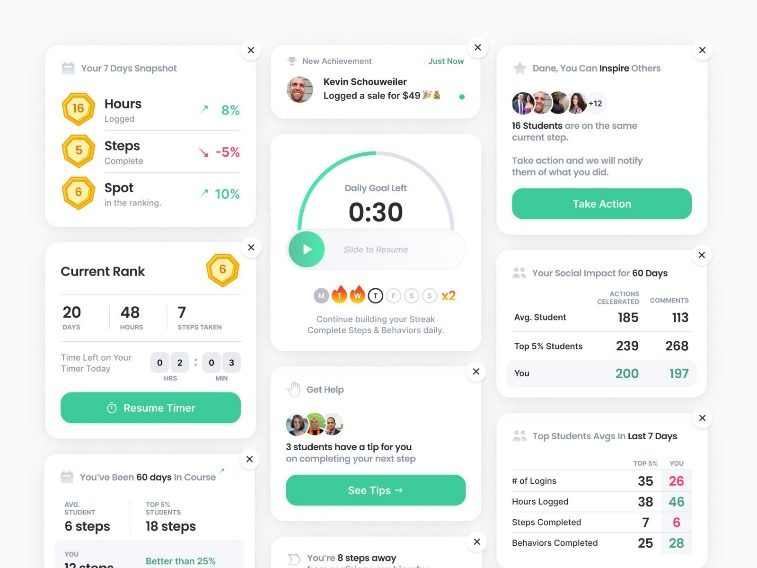 Your 7 Days Snapshot
16 Hours 8%
Logged
5 Steps -5%
Complete
6 Spot 10%
in the ranking.
Current Rank 6
20 48 7
DAYS HOURS STEPS TAKEN
Time Left on Your
Timer Today
0 2 : 0 3
HRS MIN
Resume Timer
You've Been 60 days In Course
AVG. STUDENT
TOP 5% STUDENTS
6 steps 18 steps
YOU
12 steps
Better than 25%
New Achievement Just Now
Kevin Schouweiler
Logged a sale for $49 🎉💰
Daily Goal Left
0:30
Slide to Resume
M T W T F S S x2
Continue building your Streak
Complete Steps & Behaviors daily.
Get Help
3 students have a tip for you
on completing your next step
See Tips →
You're 8 steps away
Dane, You Can Inspire Others
+12
16 Students are on the same
current step.
Take action and we will notify
them of what you did.
Take Action
Your Social Impact for 60 Days
ACTIONS CELEBRATED COMMENTS
Avg. Student 185 113
Top 5% Students 239 268
You 200 197
Top Students Avgs In Last 7 Days
TOP 5% YOU
# of Logins 35 26
Hours Logged 38 46
Steps Completed 7 6
Behaviors Completed 25 28